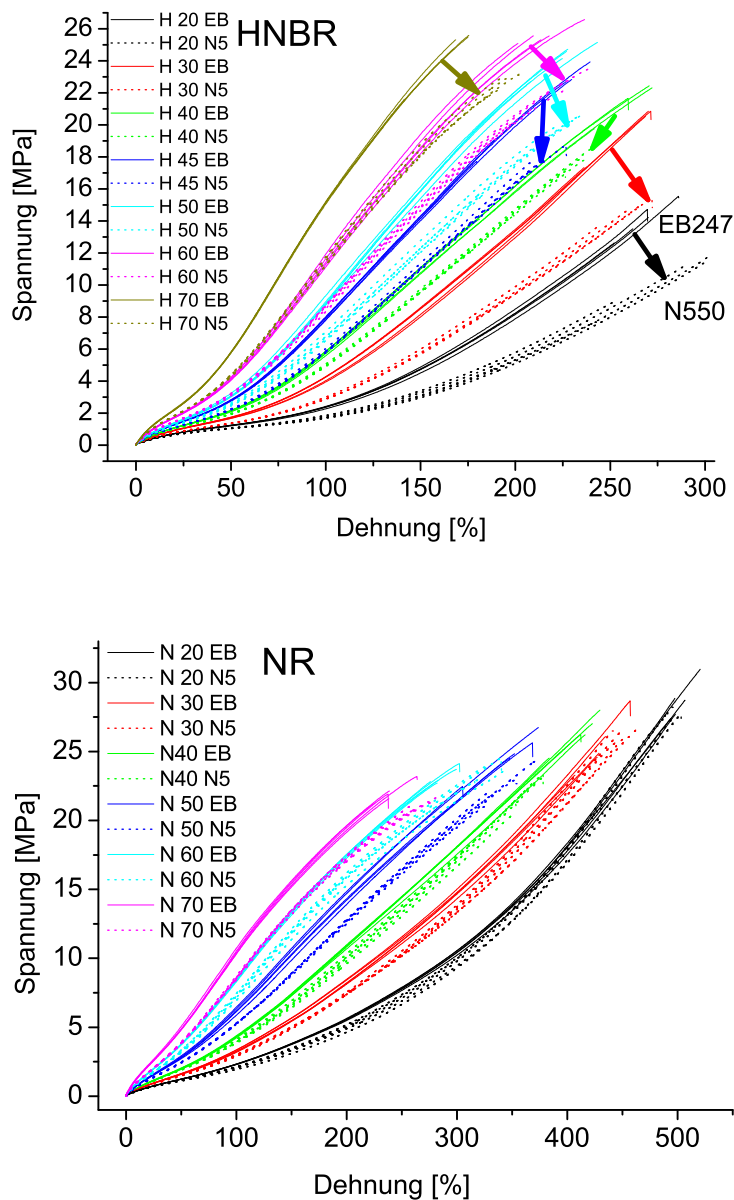 HNBR
H 20 EB
H 20 N5
H 30 EB
H 30 N5
H 40 EB
H 40 N5
H 45 EB
H 45 N5
H 50 EB
H 50 N5
H 60 EB
H 60 N5
H 70 EB
H 70 N5
EB247
N550
26
24
22
20
18
16
14
12
10
8
6
4
2
0
Spannung [MPa]
0 50 100 150 200 250 300
Dehnung [%]
NR
N 20 EB
N 20 N5
N 30 EB
N 30 N5
N40 EB
N40 N5
N 50 EB
N 50 N5
N 60 EB
N 60 N5
N 70 EB
N 70 N5
30
25
20
15
10
5
0
Spannung [MPa]
0 100 200 300 400 500
Dehnung [%]